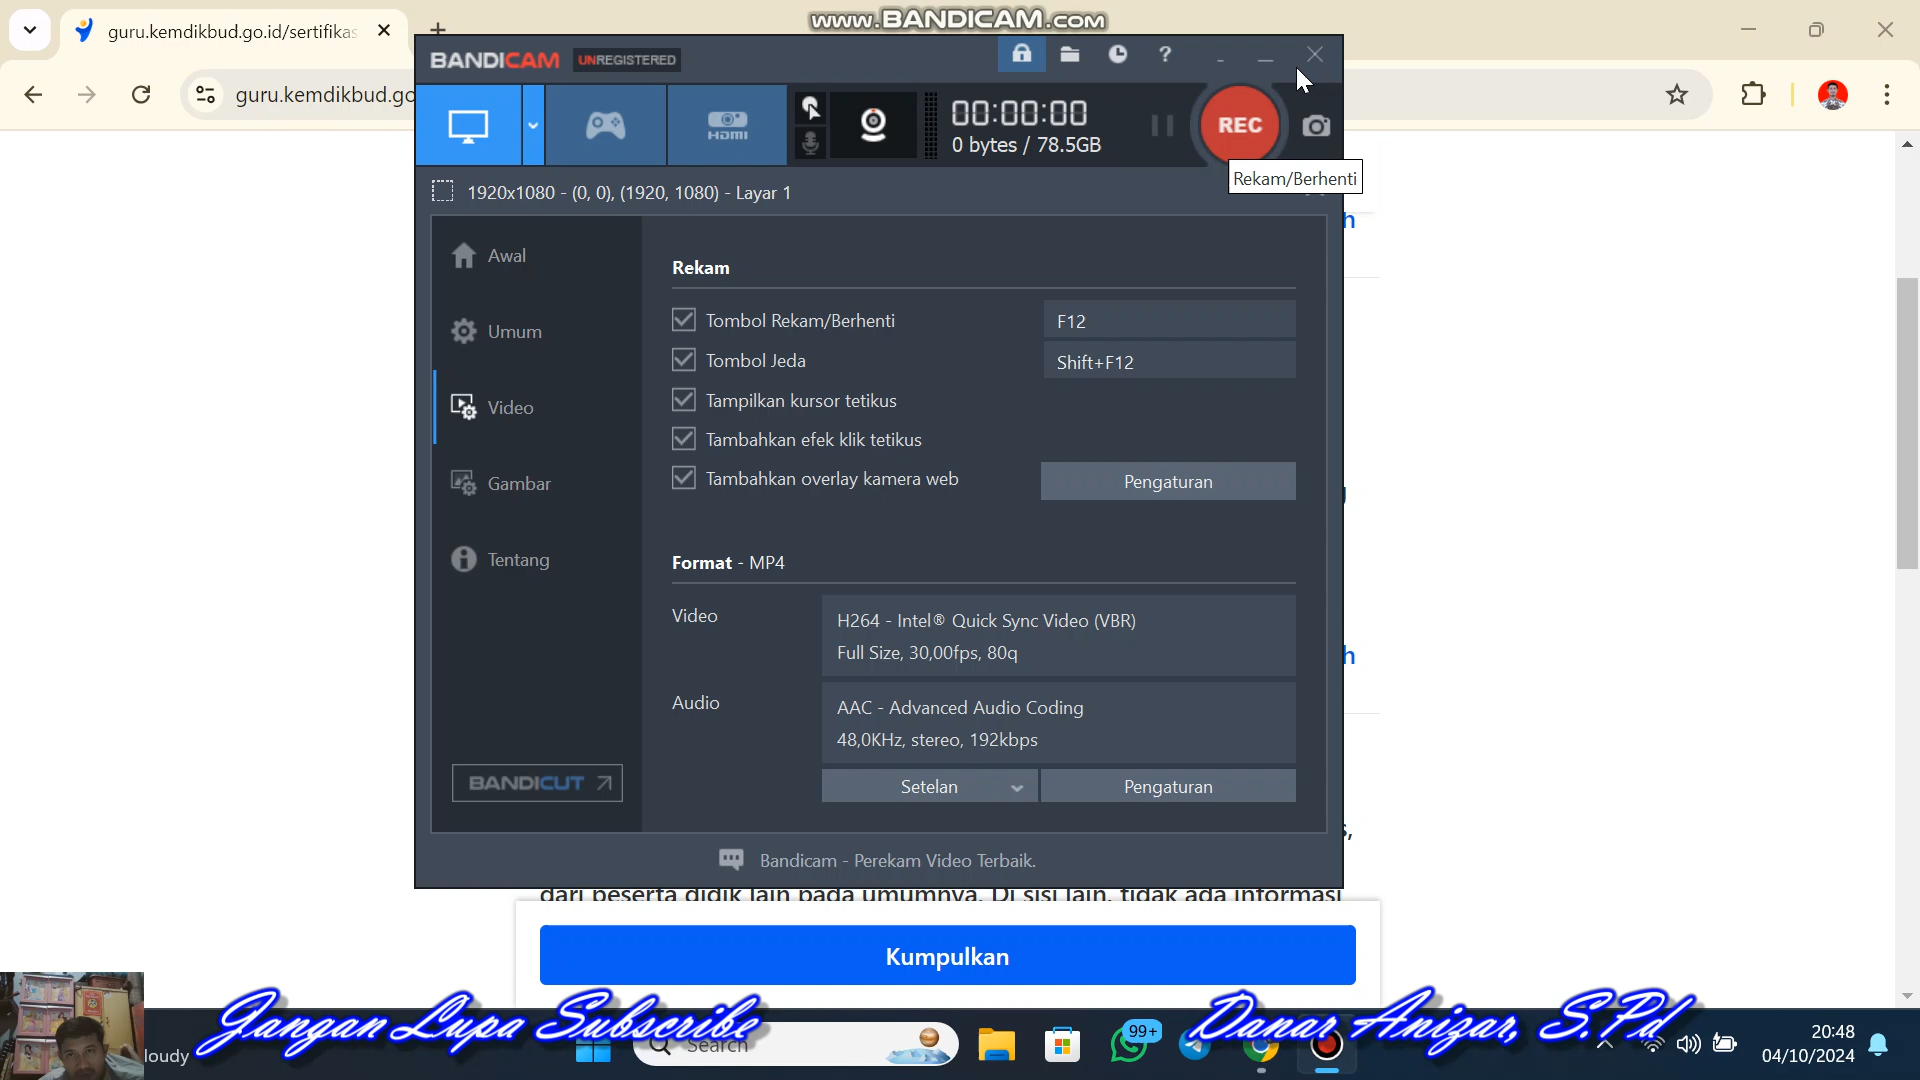 www.BANDICAM.com
guru.kemdikbud.go.id/sertifikas
guru.kemdikbud.go
BANDICAM UNREGISTERED
HDMI
00:00:00
0 bytes / 78.5GB
REC
Rekam/Berhenti
1920x1080 - (0, 0), (1920, 1080) - Layar 1
Awal
Umum
Video
Gambar
Tentang
BANDICUT
Rekam
Tombol Rekam/Berhenti F12
Tombol Jeda Shift+F12
Tampilkan kursor tetikus
Tambahkan efek klik tetikus
Tambahkan overlay kamera web Pengaturan
Format - MP4
Video
H264 - Intel® Quick Sync Video (VBR)
Full Size, 30,00fps, 80q
Audio
AAC - Advanced Audio Coding
48,0KHz, stereo, 192kbps
Setelan Pengaturan
Bandicam - Perekam Video Terbaik.
dari peserta didik lain pada umumnya. Di sisi lain, tidak ada informasi
Kumpulkan
Jangan Lupa Subscribe
Danar Anizar, S.Pd
loudy
Search
99+
20:48
04/10/2024